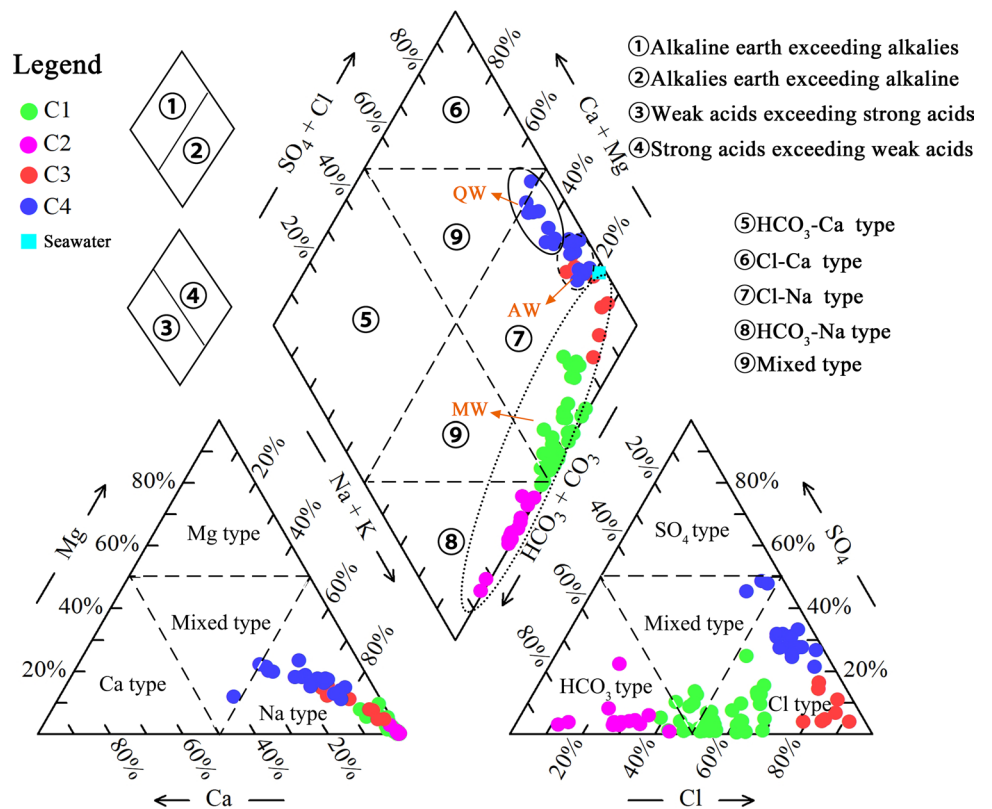 Legend
C1
C2
C3
C4
Seawater
①
②
④
③
①Alkaline earth exceeding alkalies
②Alkalies earth exceeding alkaline
③Weak acids exceeding strong acids
④Strong acids exceeding weak acids
⑤HCO₃-Ca type
⑥Cl-Ca type
⑦Cl-Na type
⑧HCO₃-Na type
⑨Mixed type
80%
80%
60%
60%
40%
40%
20%
20%
SO₄ + Cl
Ca + Mg
⑥
⑨
⑤
⑦
⑨
⑧
QW
AW
MW
Na + K
HCO₃ + CO₃
80%
60%
40%
20%
Mg
20%
40%
60%
80%
Mg type
Mixed type
Ca type
Na type
80%
60%
40%
20%
Ca
20%
40%
60%
80%
80%
60%
40%
20%
SO₄
SO₄ type
Mixed type
HCO₃ type
Cl type
20%
40%
60%
80%
Cl